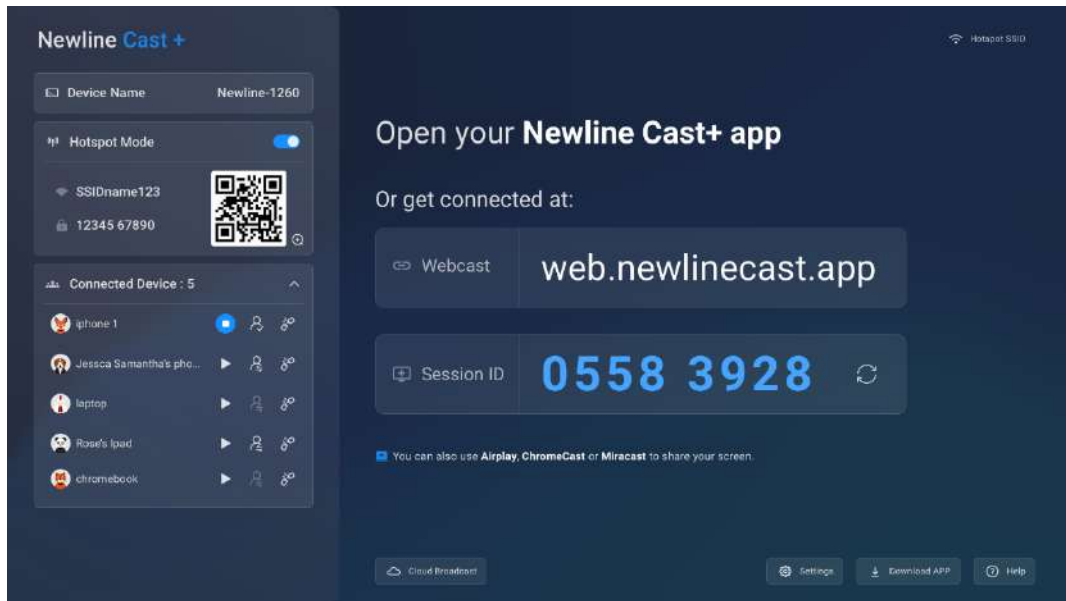 Newline Cast +
Device Name Newline-1260
Hotspot Mode
SSIDname123
12345 67890
Connected Device : 5
iphone 1
Jessca Samantha's pho...
laptop
Rose's Ipad
chromebook
Hotspot SSID
Open your Newline Cast+ app
Or get connected at:
Webcast web.newlinecast.app
Session ID 0558 3928
You can also use Airplay, ChromeCast or Miracast to share your screen.
Cloud Broadcast
Settings
Download APP
Help